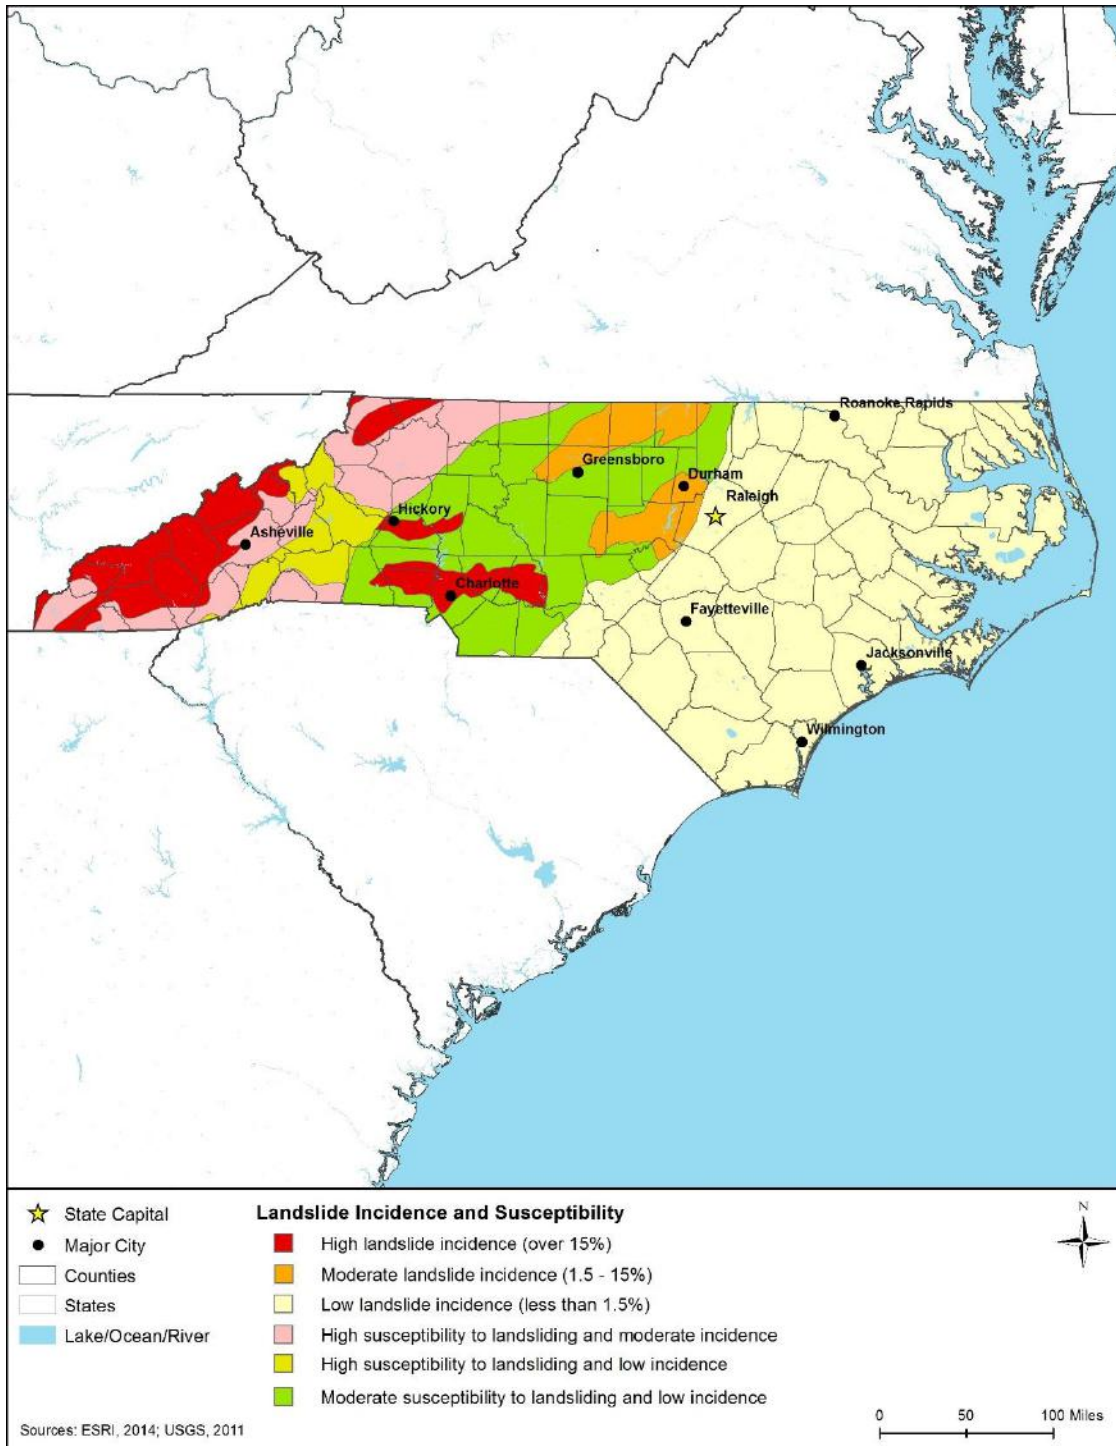 Roanoke Rapids
Greensboro
Durham
Raleigh
Hickory
Asheville
Charlotte
Fayetteville
Jacksonville
Wilmington
State Capital
Major City
Counties
States
Lake/Ocean/River
Landslide Incidence and Susceptibility
High landslide incidence (over 15%)
Moderate landslide incidence (1.5 - 15%)
Low landslide incidence (less than 1.5%)
High susceptibility to landsliding and moderate incidence
High susceptibility to landsliding and low incidence
Moderate susceptibility to landsliding and low incidence
N
0 50 100 Miles
Sources: ESRI, 2014; USGS, 2011